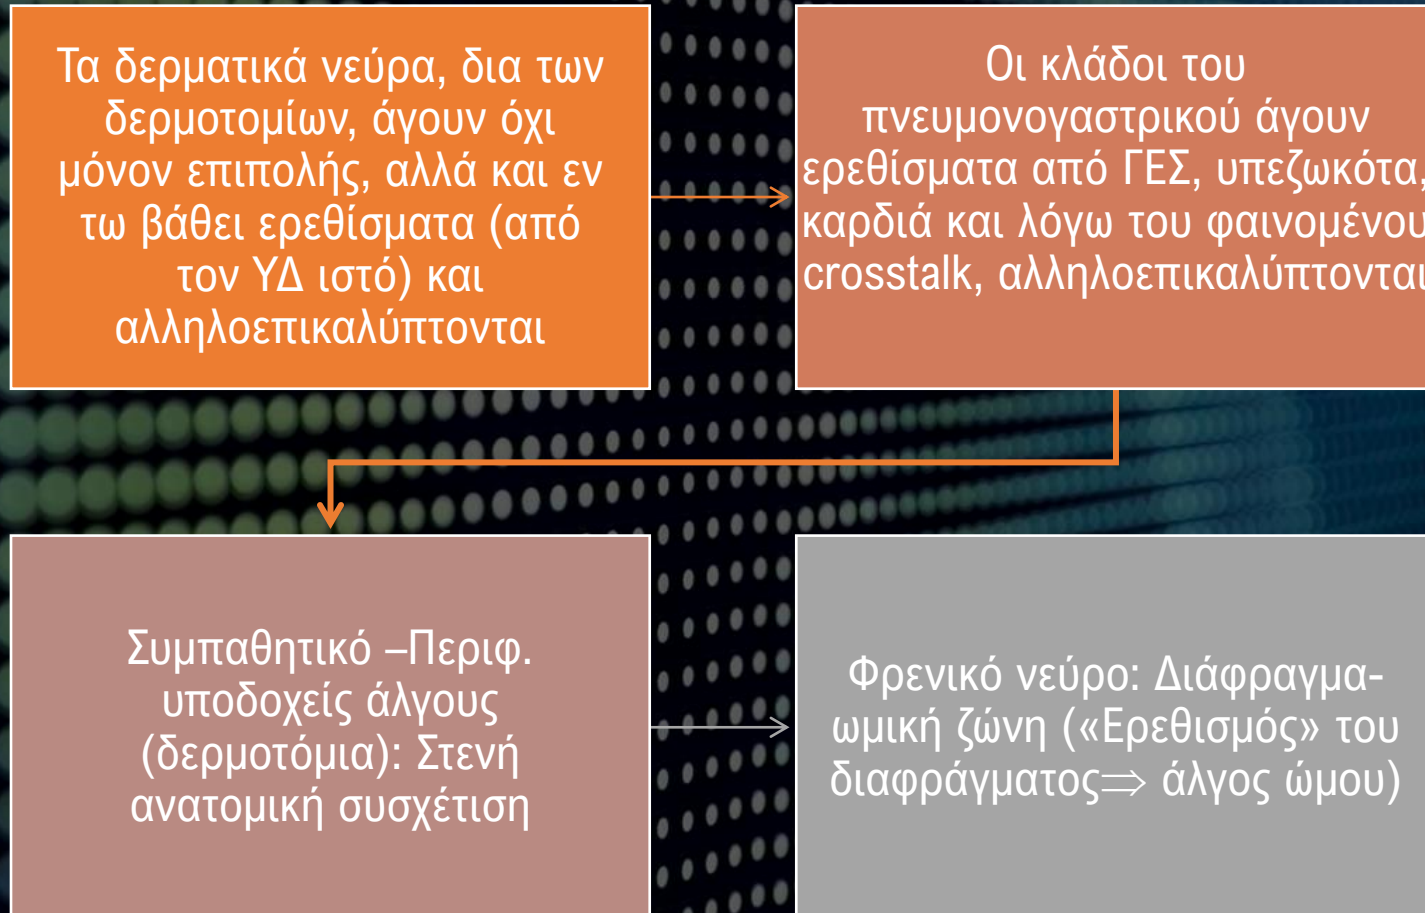 Τα δερματικά νεύρα, δια των
δερμοτομίων, άγουν όχι
μόνον επιπολής, αλλά και εν
τω βάθει ερεθίσματα (από
τον ΥΔ ιστό) και
αλληλοεπικαλύπτονται
Οι κλάδοι του
πνευμονογαστρικού άγουν
ερεθίσματα από ΓΕΣ, υπεζωκότα,
καρδιά και λόγω του φαινομένου
crosstalk, αλληλοεπικαλύπτονται
Συμπαθητικό –Περιφ.
υποδοχείς άλγους
(δερμοτόμια): Στενή
ανατομική συσχέτιση
Φρενικό νεύρο: Διάφραγμα-
ωμική ζώνη («Ερεθισμός» του
διαφράγματος⇒ άλγος ώμου)